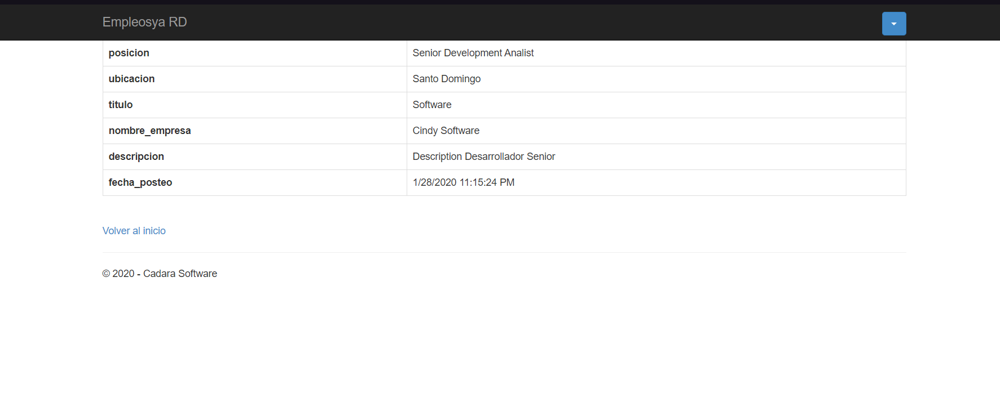 Empleosya RD
posicion Senior Development Analist
ubicacion Santo Domingo
titulo Software
nombre_empresa Cindy Software
descripcion Description Desarrollador Senior
fecha_posteo 1/28/2020 11:15:24 PM
Volver al inicio
© 2020 - Cadara Software